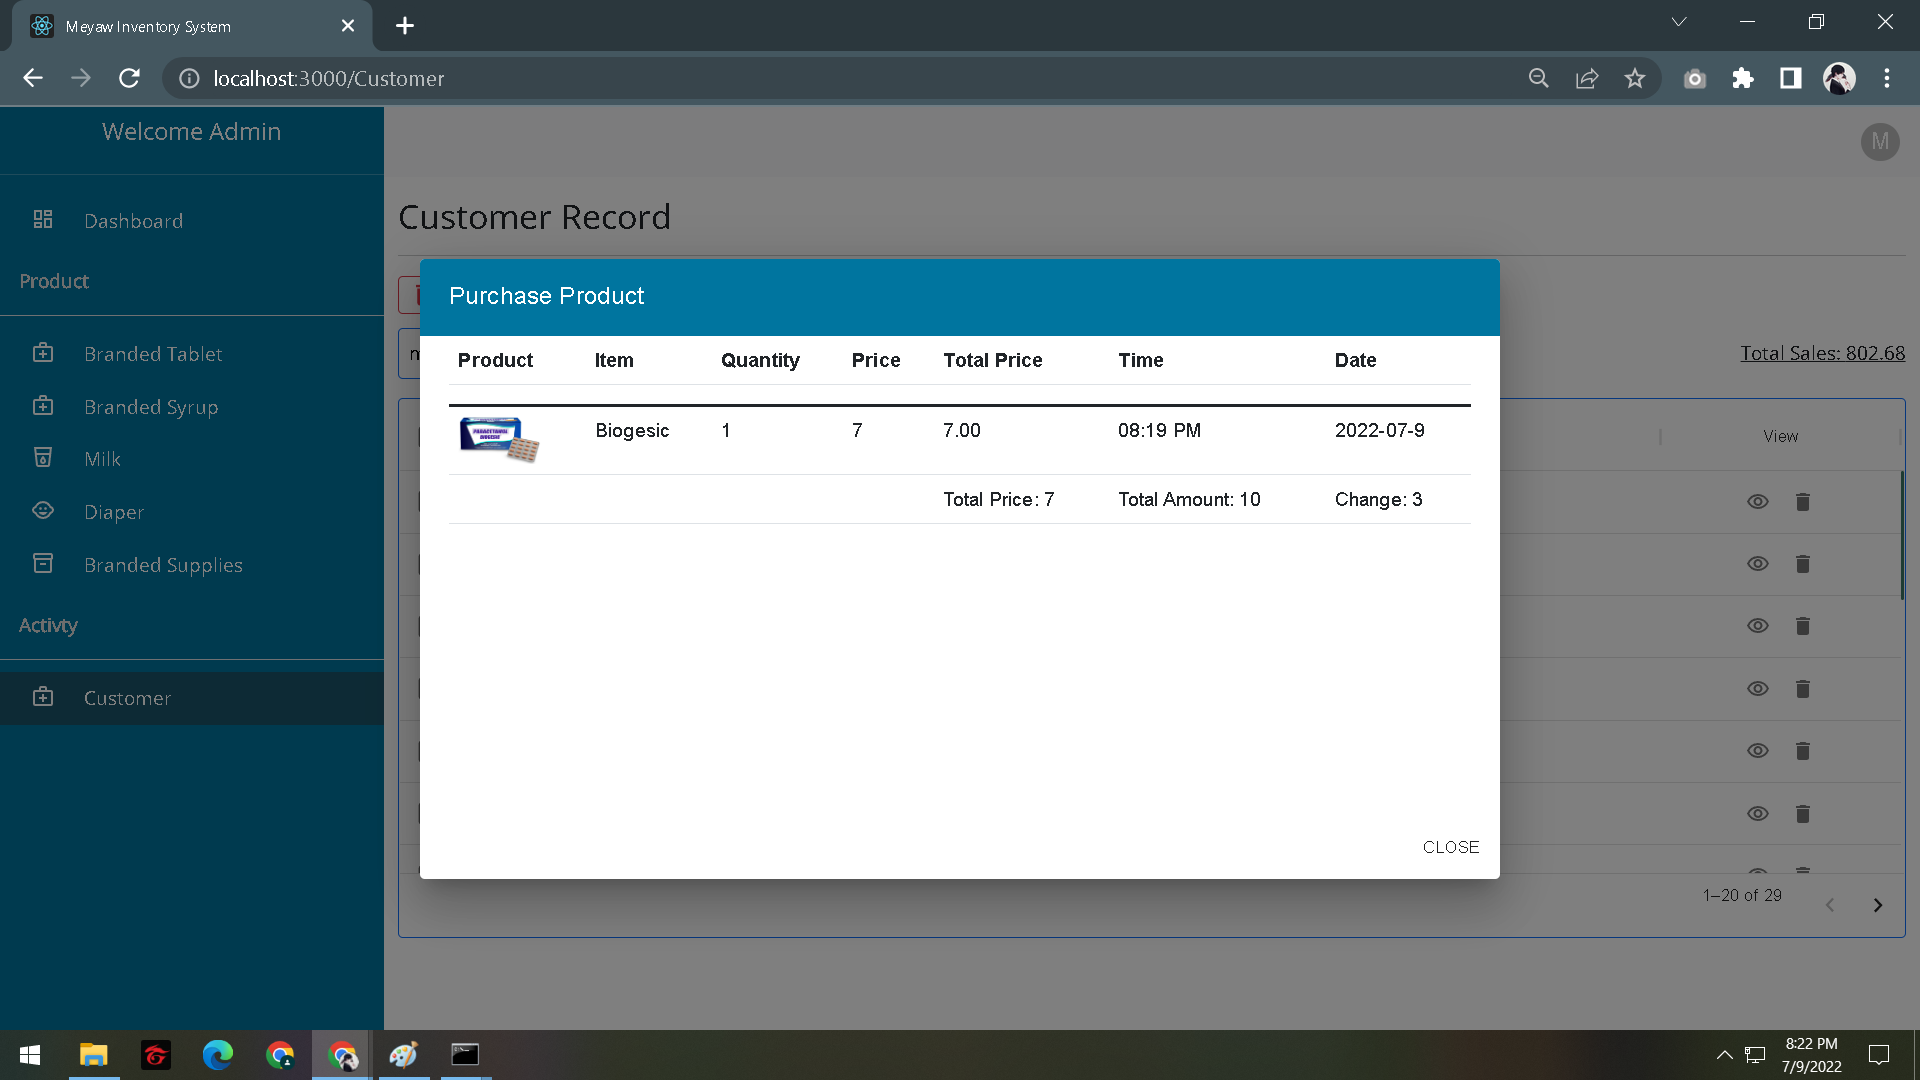 Meyaw Inventory System
localhost:3000/Customer
Welcome Admin
M
Dashboard
Customer Record
Product
Purchase Product
Product Item Quantity Price Total Price Time Date
Branded Tablet
Total Sales: 802.68
Branded Syrup
PARACETAMOL
BIOGESIC
Biogesic 1 7 7.00 08:19 PM 2022-07-9
View
Milk
Total Price: 7 Total Amount: 10 Change: 3
Diaper
Branded Supplies
Activty
Customer
CLOSE
1–20 of 29
8:22 PM
7/9/2022